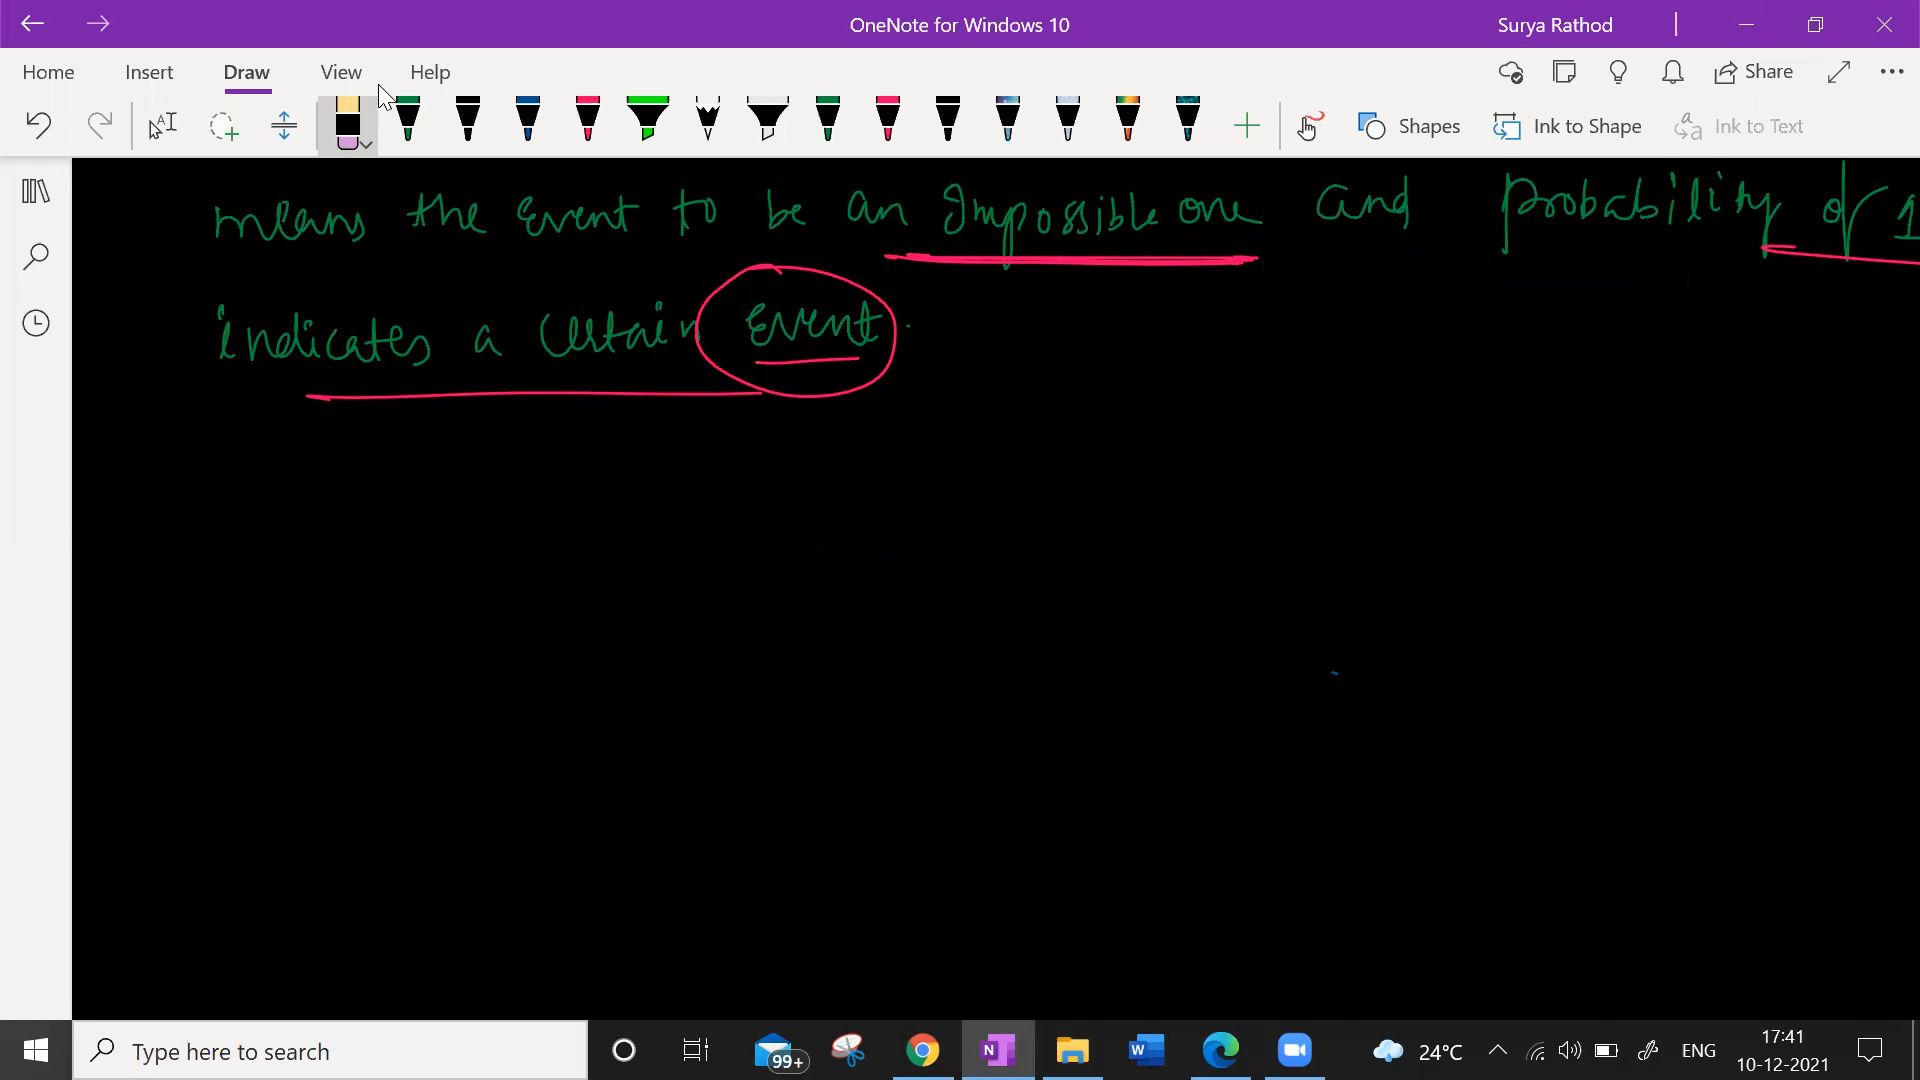 OneNote for Windows 10
Surya Rathod
Home Insert Draw View Help
Share
Shapes Ink to Shape Ink to Text
means the Event to be an Impossible one and probability of 1
indicates a certain Event.
Type here to search
99+
24°C
ENG
17:41
10-12-2021